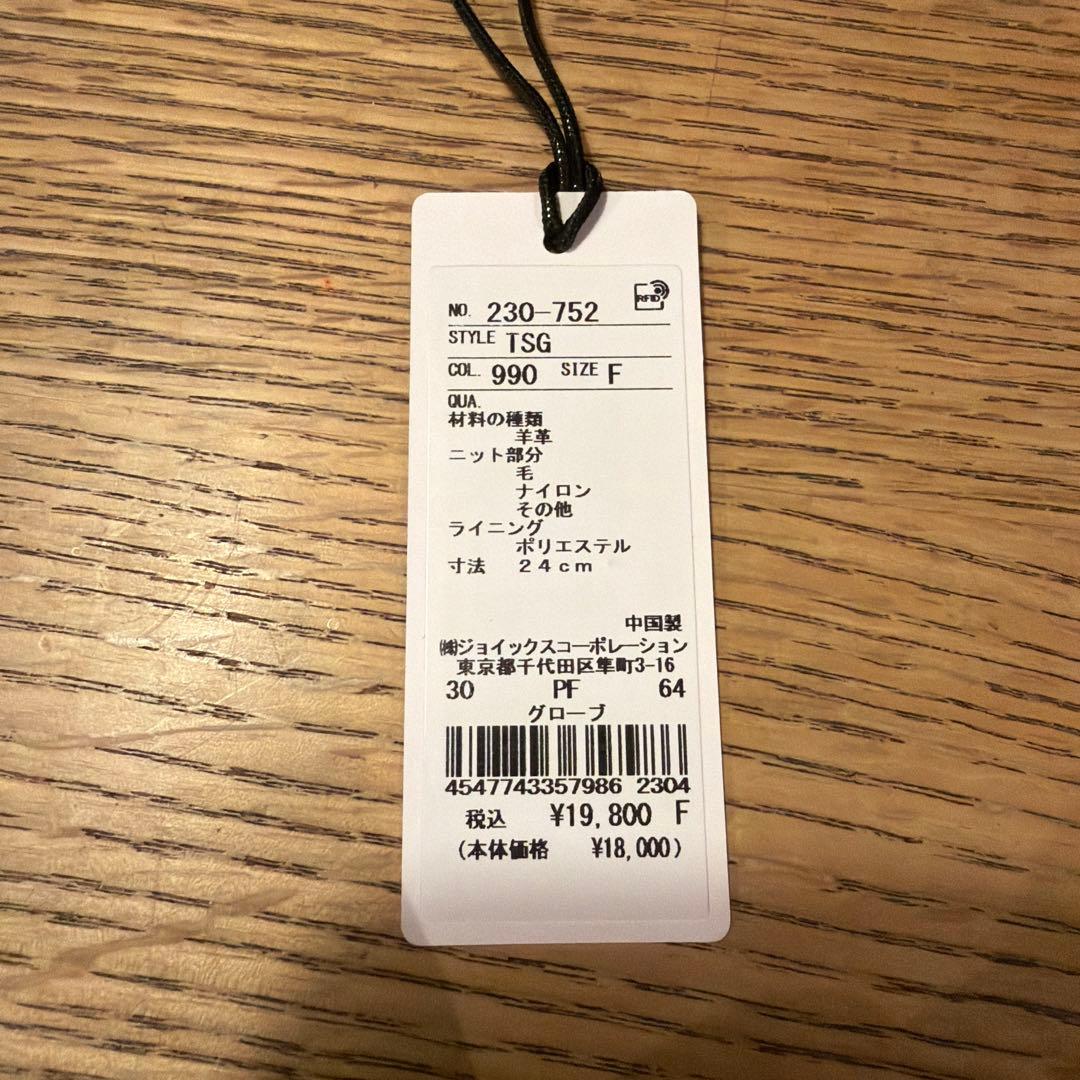 RFID
NO. 230-752
STYLE TSG
COL. 990 SIZE F
QUA.
材料の種類
羊革
ニット部分
毛
ナイロン
その他
ライニング
ポリエステル
寸法 24cm
中国製
㈱ジョイックスコーポレーション
東京都千代田区隼町3-16
30 PF 64
グローブ
4547743357986 2304
税込 ¥19,800 F
(本体価格 ¥18,000)